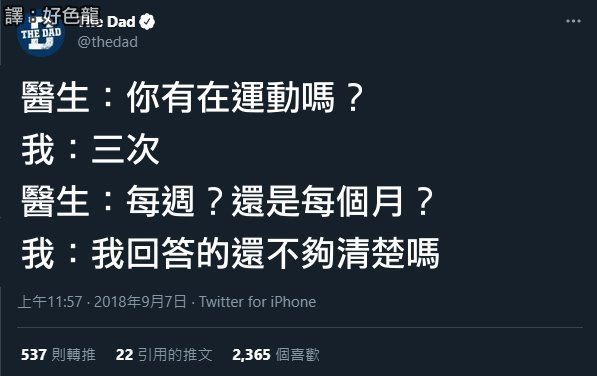 譯：好色龍
THE DAD
The Dad
@thedad
醫生：你有在運動嗎？
我：三次
醫生：每週？還是每個月？
我：我回答的還不夠清楚嗎
上午11:57 · 2018年9月7日 · Twitter for iPhone
537 則轉推 22 引用的推文 2,365 個喜歡